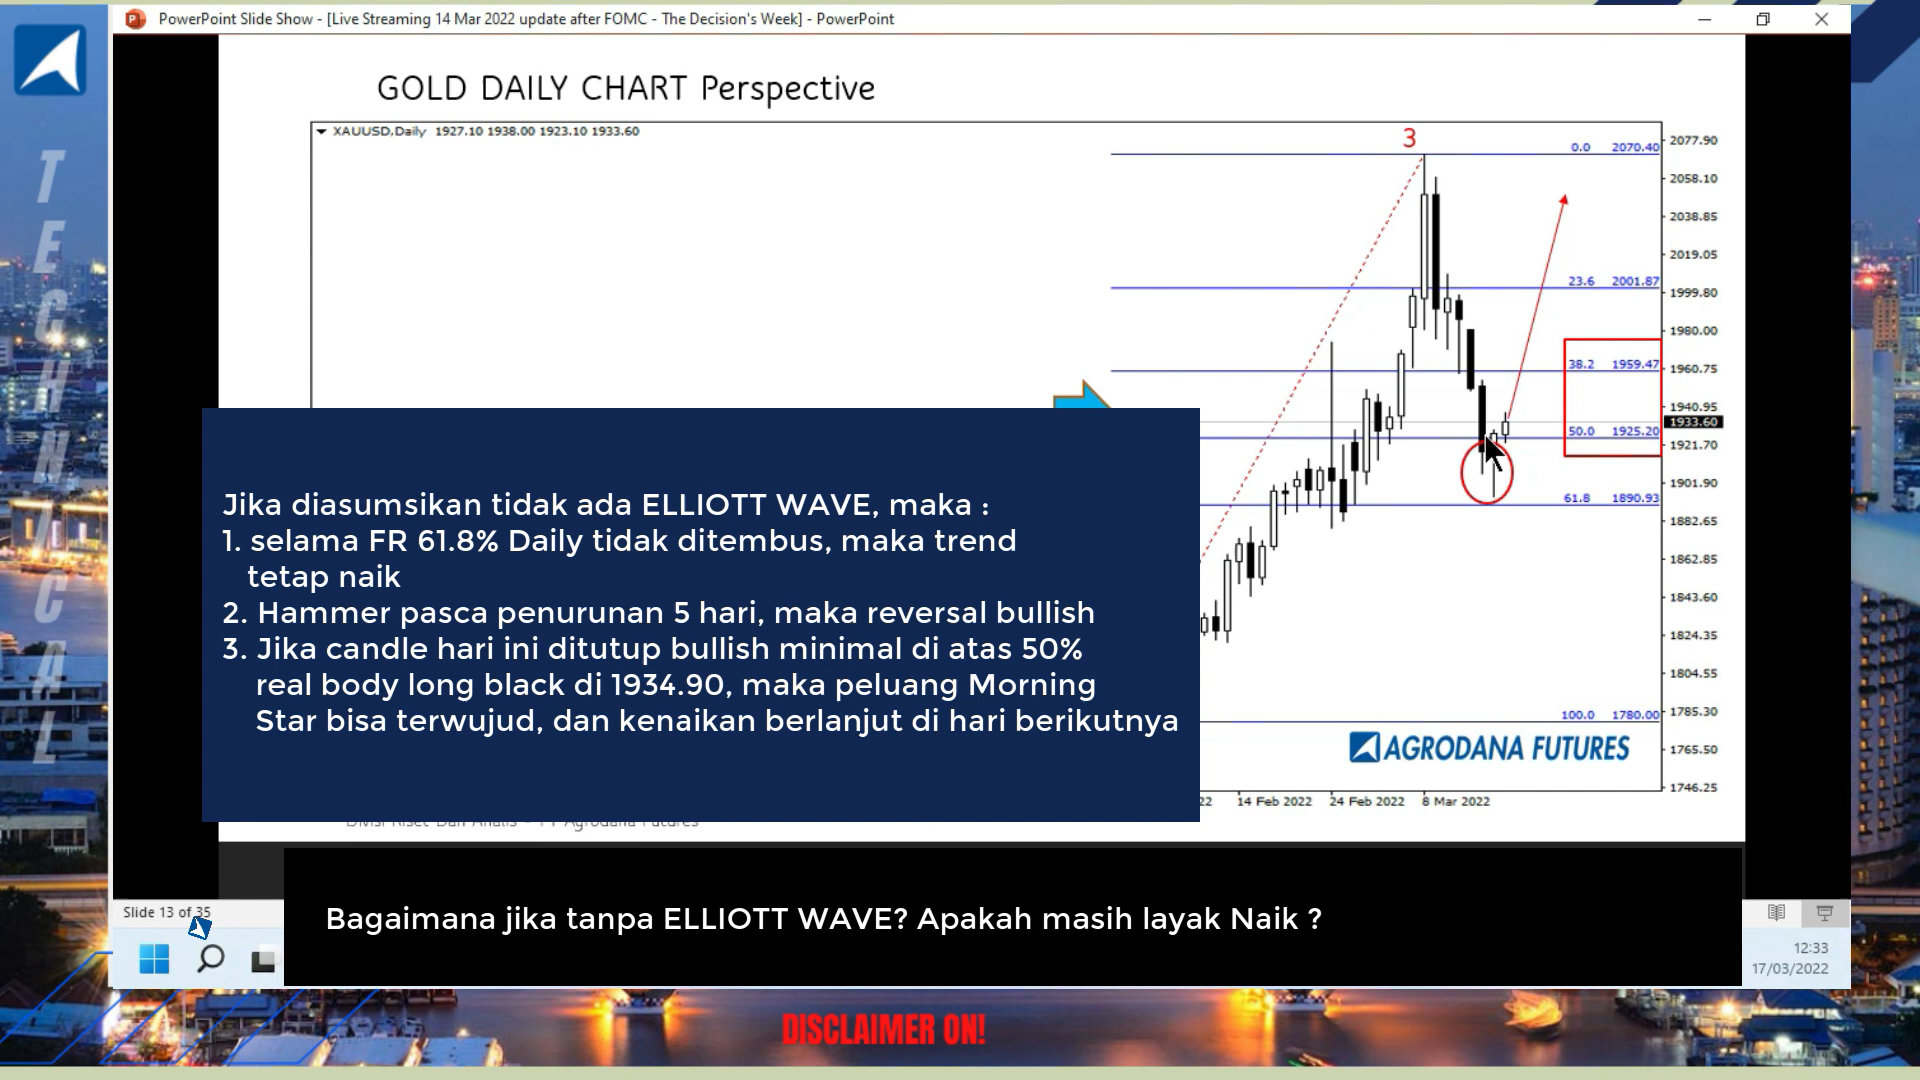 PowerPoint Slide Show - [Live Streaming 14 Mar 2022 update after FOMC - The Decision's Week] - PowerPoint
TECHNICAL
GOLD DAILY CHART Perspective
XAUUSD,Daily 1927.10 1938.00 1923.10 1933.60
3
0.0 2070.40
23.6 2001.87
38.2 1959.47
50.0 1925.20
61.8 1890.93
100.0 1780.00
2077.90
2058.10
2038.85
2019.05
1999.80
1980.00
1960.75
1940.95
1933.60
1921.70
1901.90
1882.65
1862.85
1843.60
1824.35
1804.55
1785.30
1765.50
1746.25
Jika diasumsikan tidak ada ELLIOTT WAVE, maka :
1. selama FR 61.8% Daily tidak ditembus, maka trend
tetap naik
2. Hammer pasca penurunan 5 hari, maka reversal bullish
3. Jika candle hari ini ditutup bullish minimal di atas 50%
real body long black di 1934.90, maka peluang Morning
Star bisa terwujud, dan kenaikan berlanjut di hari berikutnya
AGRODANA FUTURES
22 14 Feb 2022 24 Feb 2022 8 Mar 2022
Slide 13 of 35
Bagaimana jika tanpa ELLIOTT WAVE? Apakah masih layak Naik ?
12:33
17/03/2022
DISCLAIMER ON!